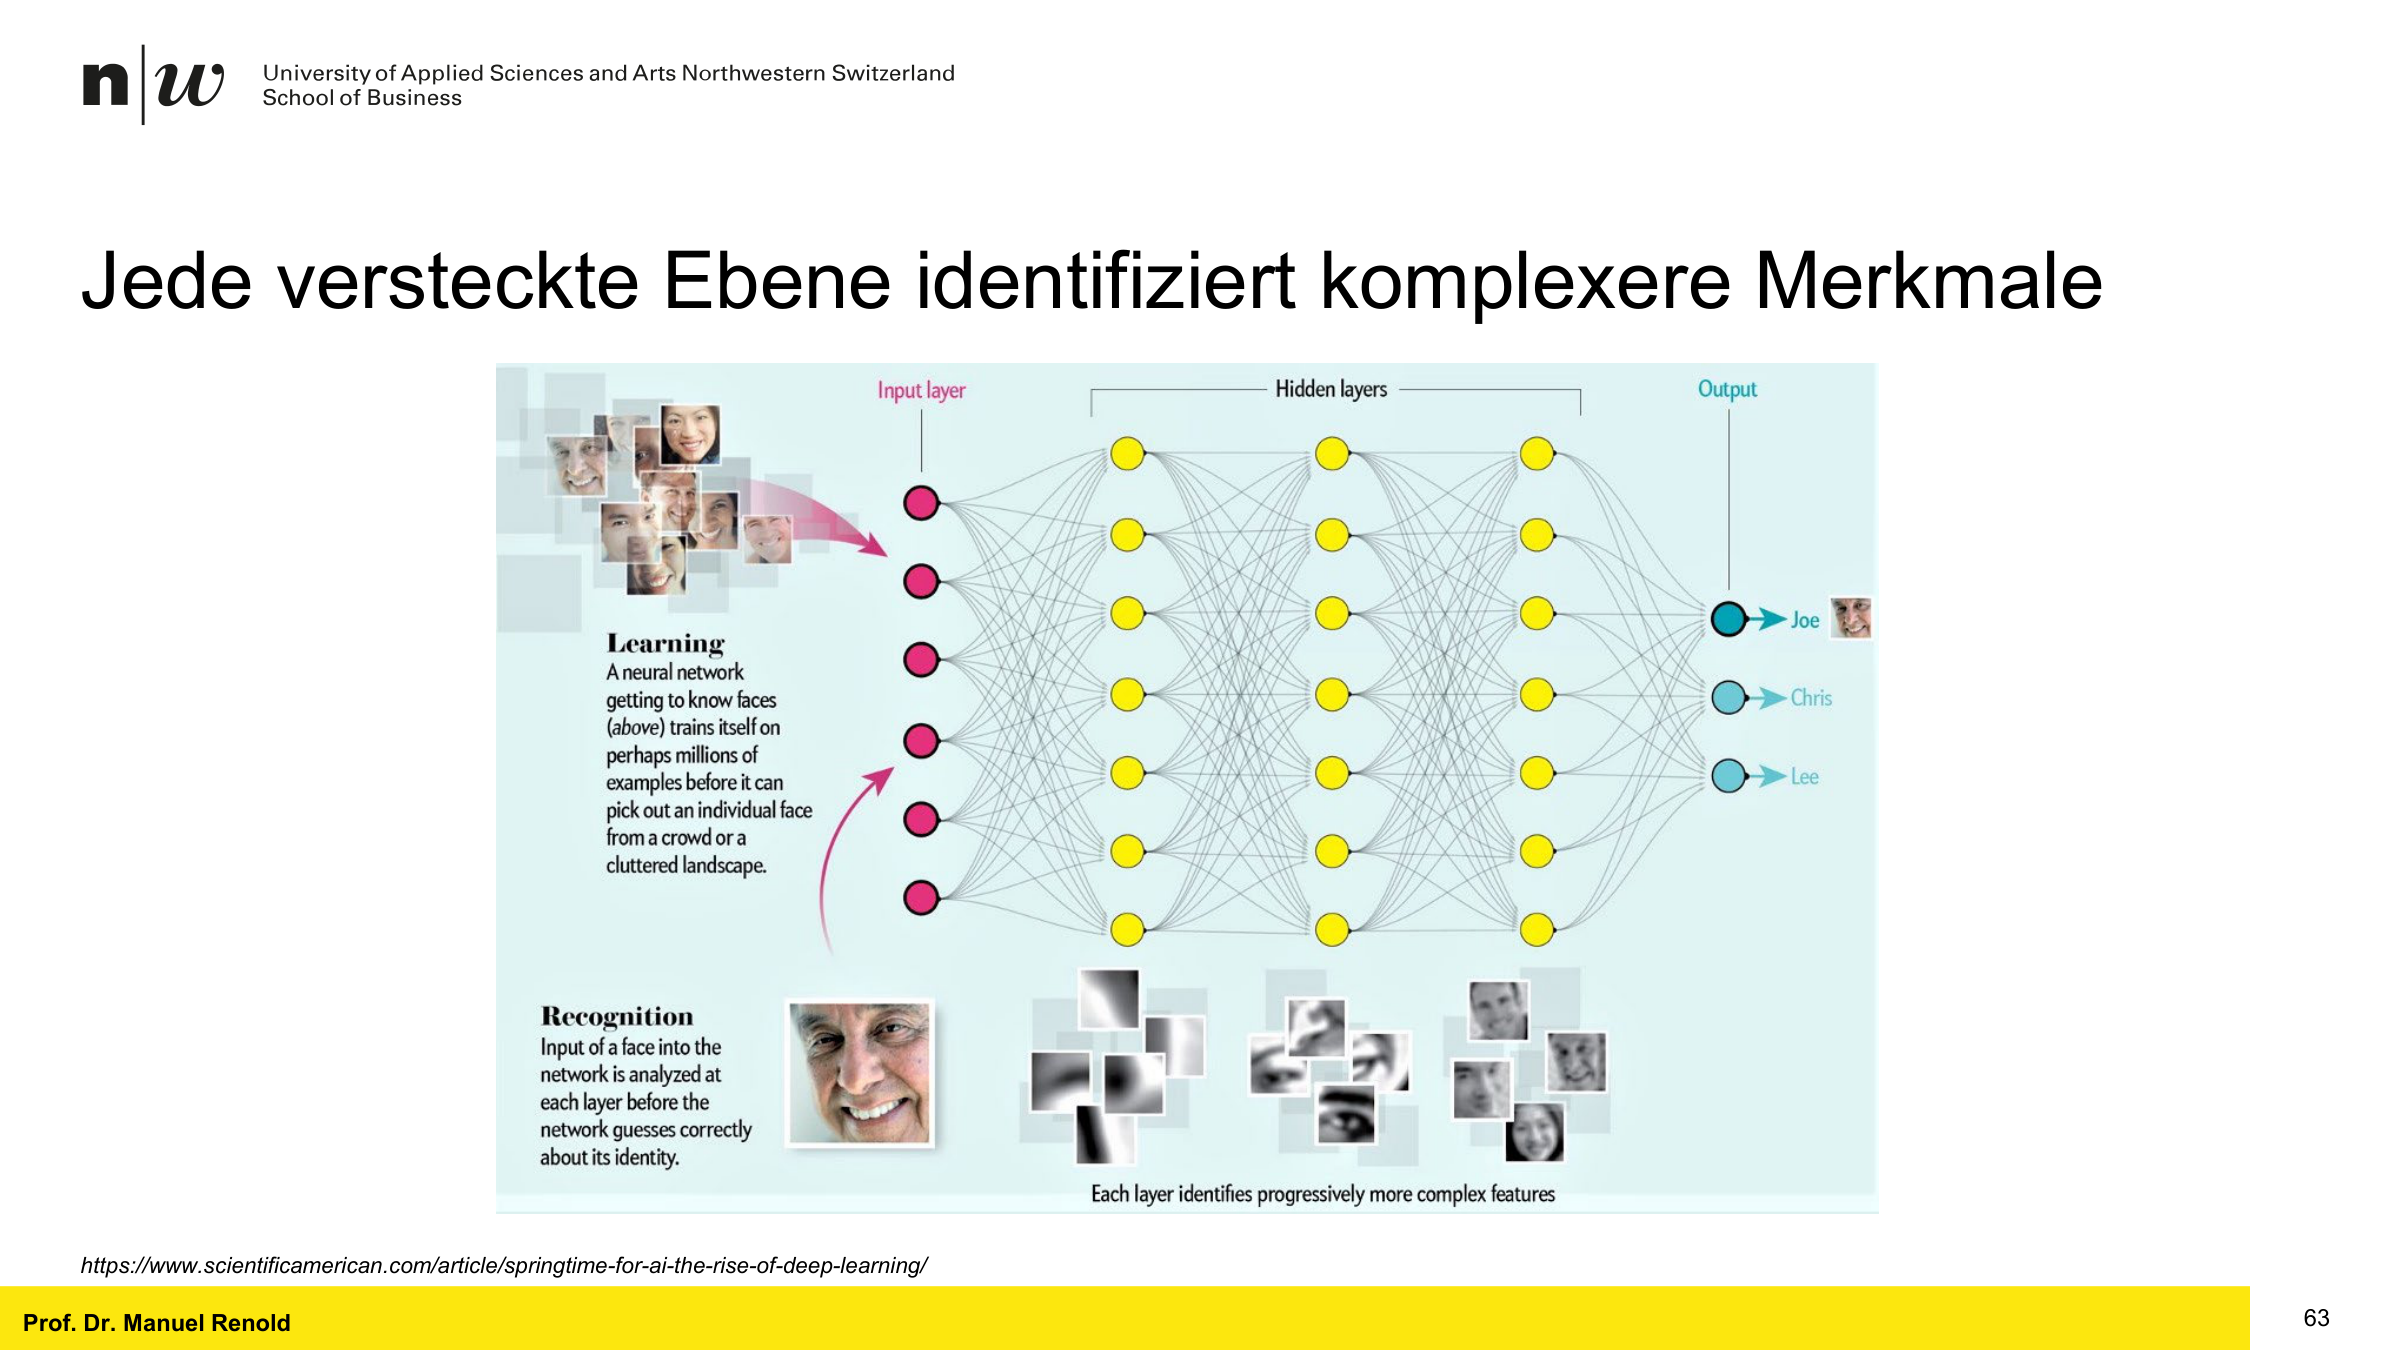 n|w
University of Applied Sciences and Arts Northwestern Switzerland
School of Business
Jede versteckte Ebene identifiziert komplexere Merkmale
Input layer
Hidden layers
Output
Learning
A neural network
getting to know faces
(above) trains itself on
perhaps millions of
examples before it can
pick out an individual face
from a crowd or a
cluttered landscape.
Joe
Chris
Lee
Recognition
Input of a face into the
network is analyzed at
each layer before the
network guesses correctly
about its identity.
Each layer identifies progressively more complex features
https://www.scientificamerican.com/article/springtime-for-ai-the-rise-of-deep-learning/
Prof. Dr. Manuel Renold
63